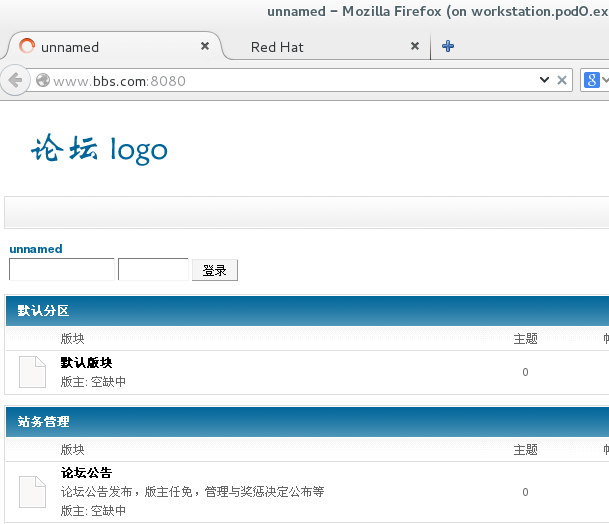 unnamed - Mozilla Firefox (on workstation.pod0.ex
unnamed
Red Hat
www.bbs.com:8080
论坛 logo
unnamed
登录
默认分区
版块 主题
默认版块
0
版主: 空缺中
站务管理
版块 主题
论坛公告
论坛公告发布，版主任免，管理与奖惩决定公布等
0
版主: 空缺中